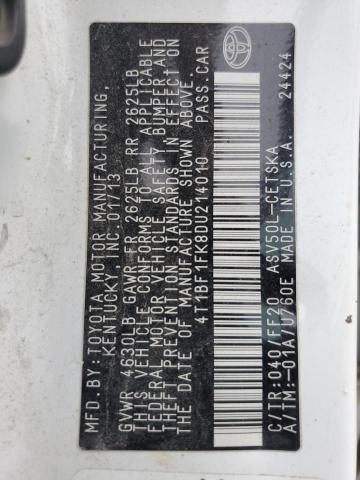 MFD.BY:TOYOTA MOTOR MANUFACTURING,
KENTUCKY, INC.01/13
GVWR 4630LB GAWR FR 2625LB RR 2625LB
THIS VEHICLE CONFORMS TO ALL APPLICABLE
FEDERAL MOTOR VEHICLE SAFETY, BUMPER AND
THEFT PREVENTION STANDARDS IN EFFECT ON
THE DATE OF MANUFACTURE SHOWN ABOVE.
4T1BF1FK8DU214010 PASS.CAR
C/TR:040/FF20 ASV50L-CETSKA
A/TM:-01A/U760E MADE IN U.S.A. 24424